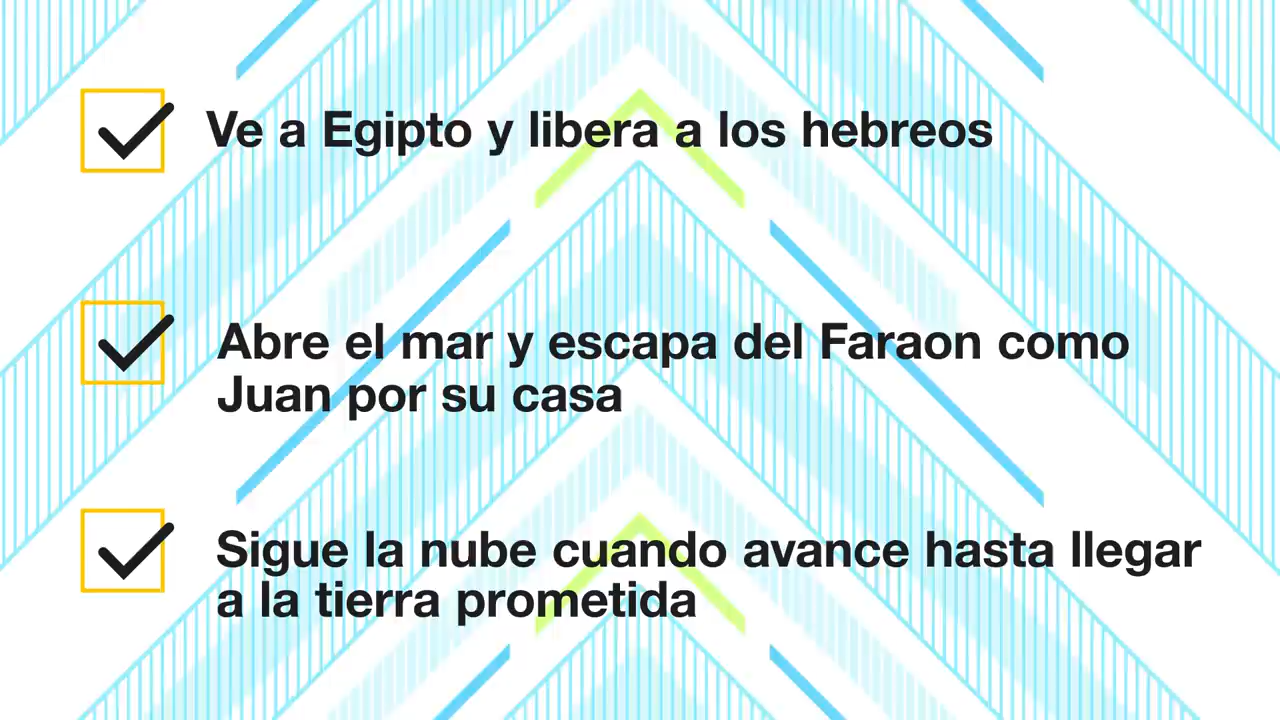 Ve a Egipto y libera a los hebreos
Abre el mar y escapa del Faraon como
Juan por su casa
Sigue la nube cuando avance hasta llegar
a la tierra prometida